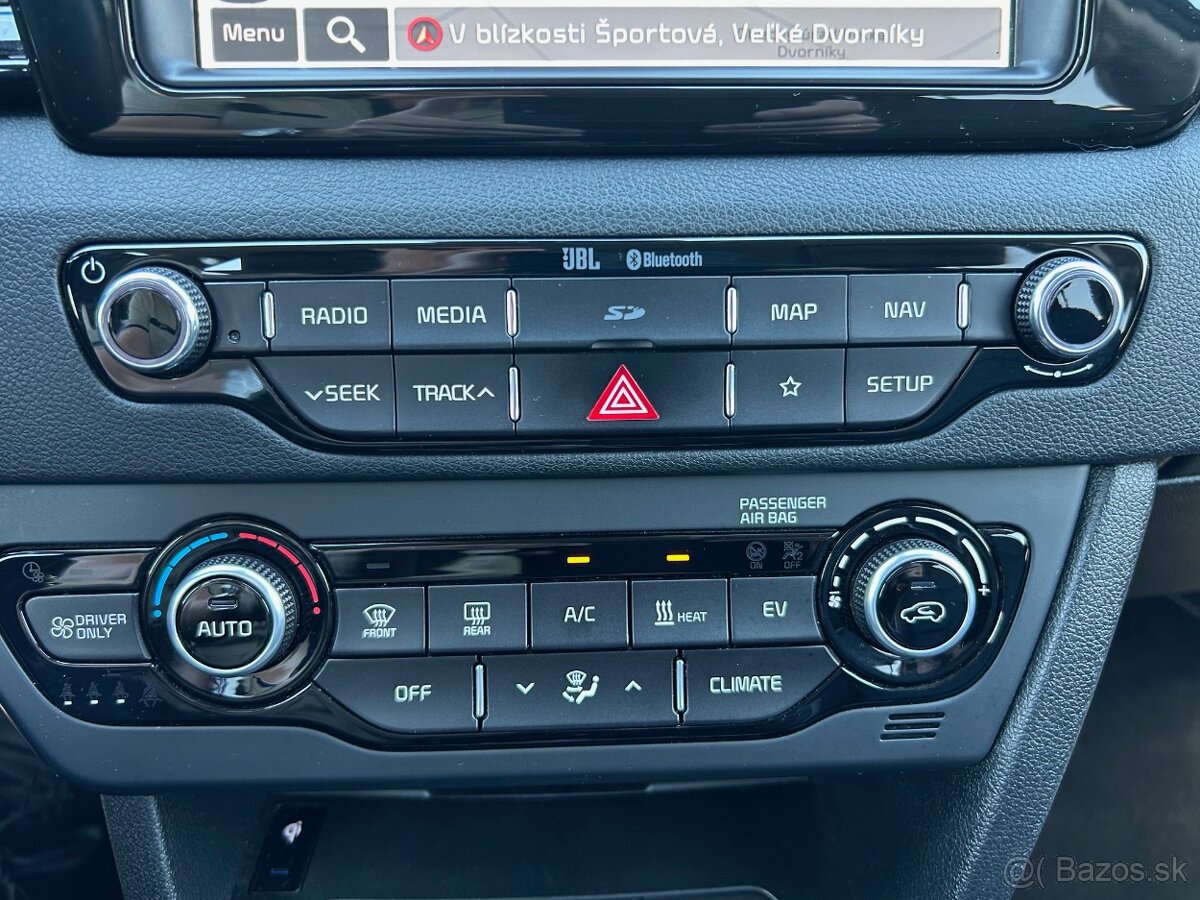 Menu
V blízkosti Športová, Veľké Dvorníky
Dvorníky
JBL Bluetooth
RADIO MEDIA SD MAP NAV
SEEK TRACK SETUP
PASSENGER
AIR BAG
ON OFF
DRIVER
ONLY
AUTO
FRONT
REAR
A/C
HEAT
EV
OFF
CLIMATE
@( Bazos.sk